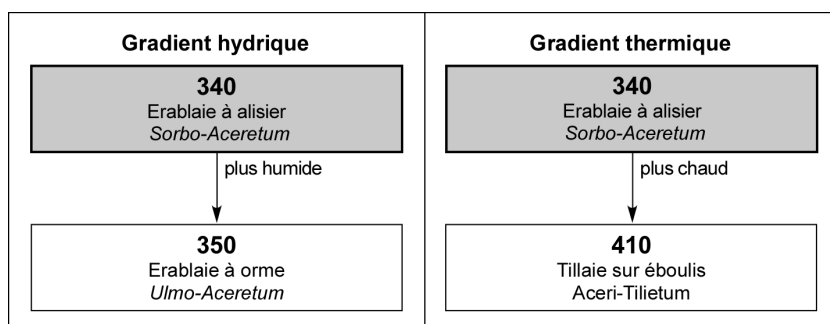 Gradient hydrique
340
Erablaie à alisier
Sorbo-Aceretum
plus humide
350
Erablaie à orme
Ulmo-Aceretum
Gradient thermique
340
Erablaie à alisier
Sorbo-Aceretum
plus chaud
410
Tillaie sur éboulis
Aceri-Tilietum